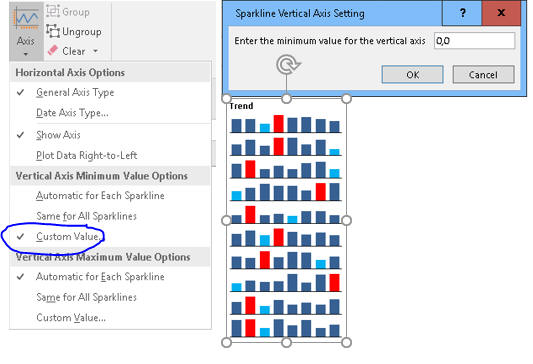 Group
Ungroup
Axis
Clear
Horizontal Axis Options
General Axis Type
Date Axis Type...
Show Axis
Plot Data Right-to-Left
Vertical Axis Minimum Value Options
Automatic for Each Sparkline
Same for All Sparklines
Custom Value...
Vertical Axis Maximum Value Options
Automatic for Each Sparkline
Same for All Sparklines
Custom Value...
Sparkline Vertical Axis Setting
? x
Enter the minimum value for the vertical axis 0,0
OK Cancel
Trend